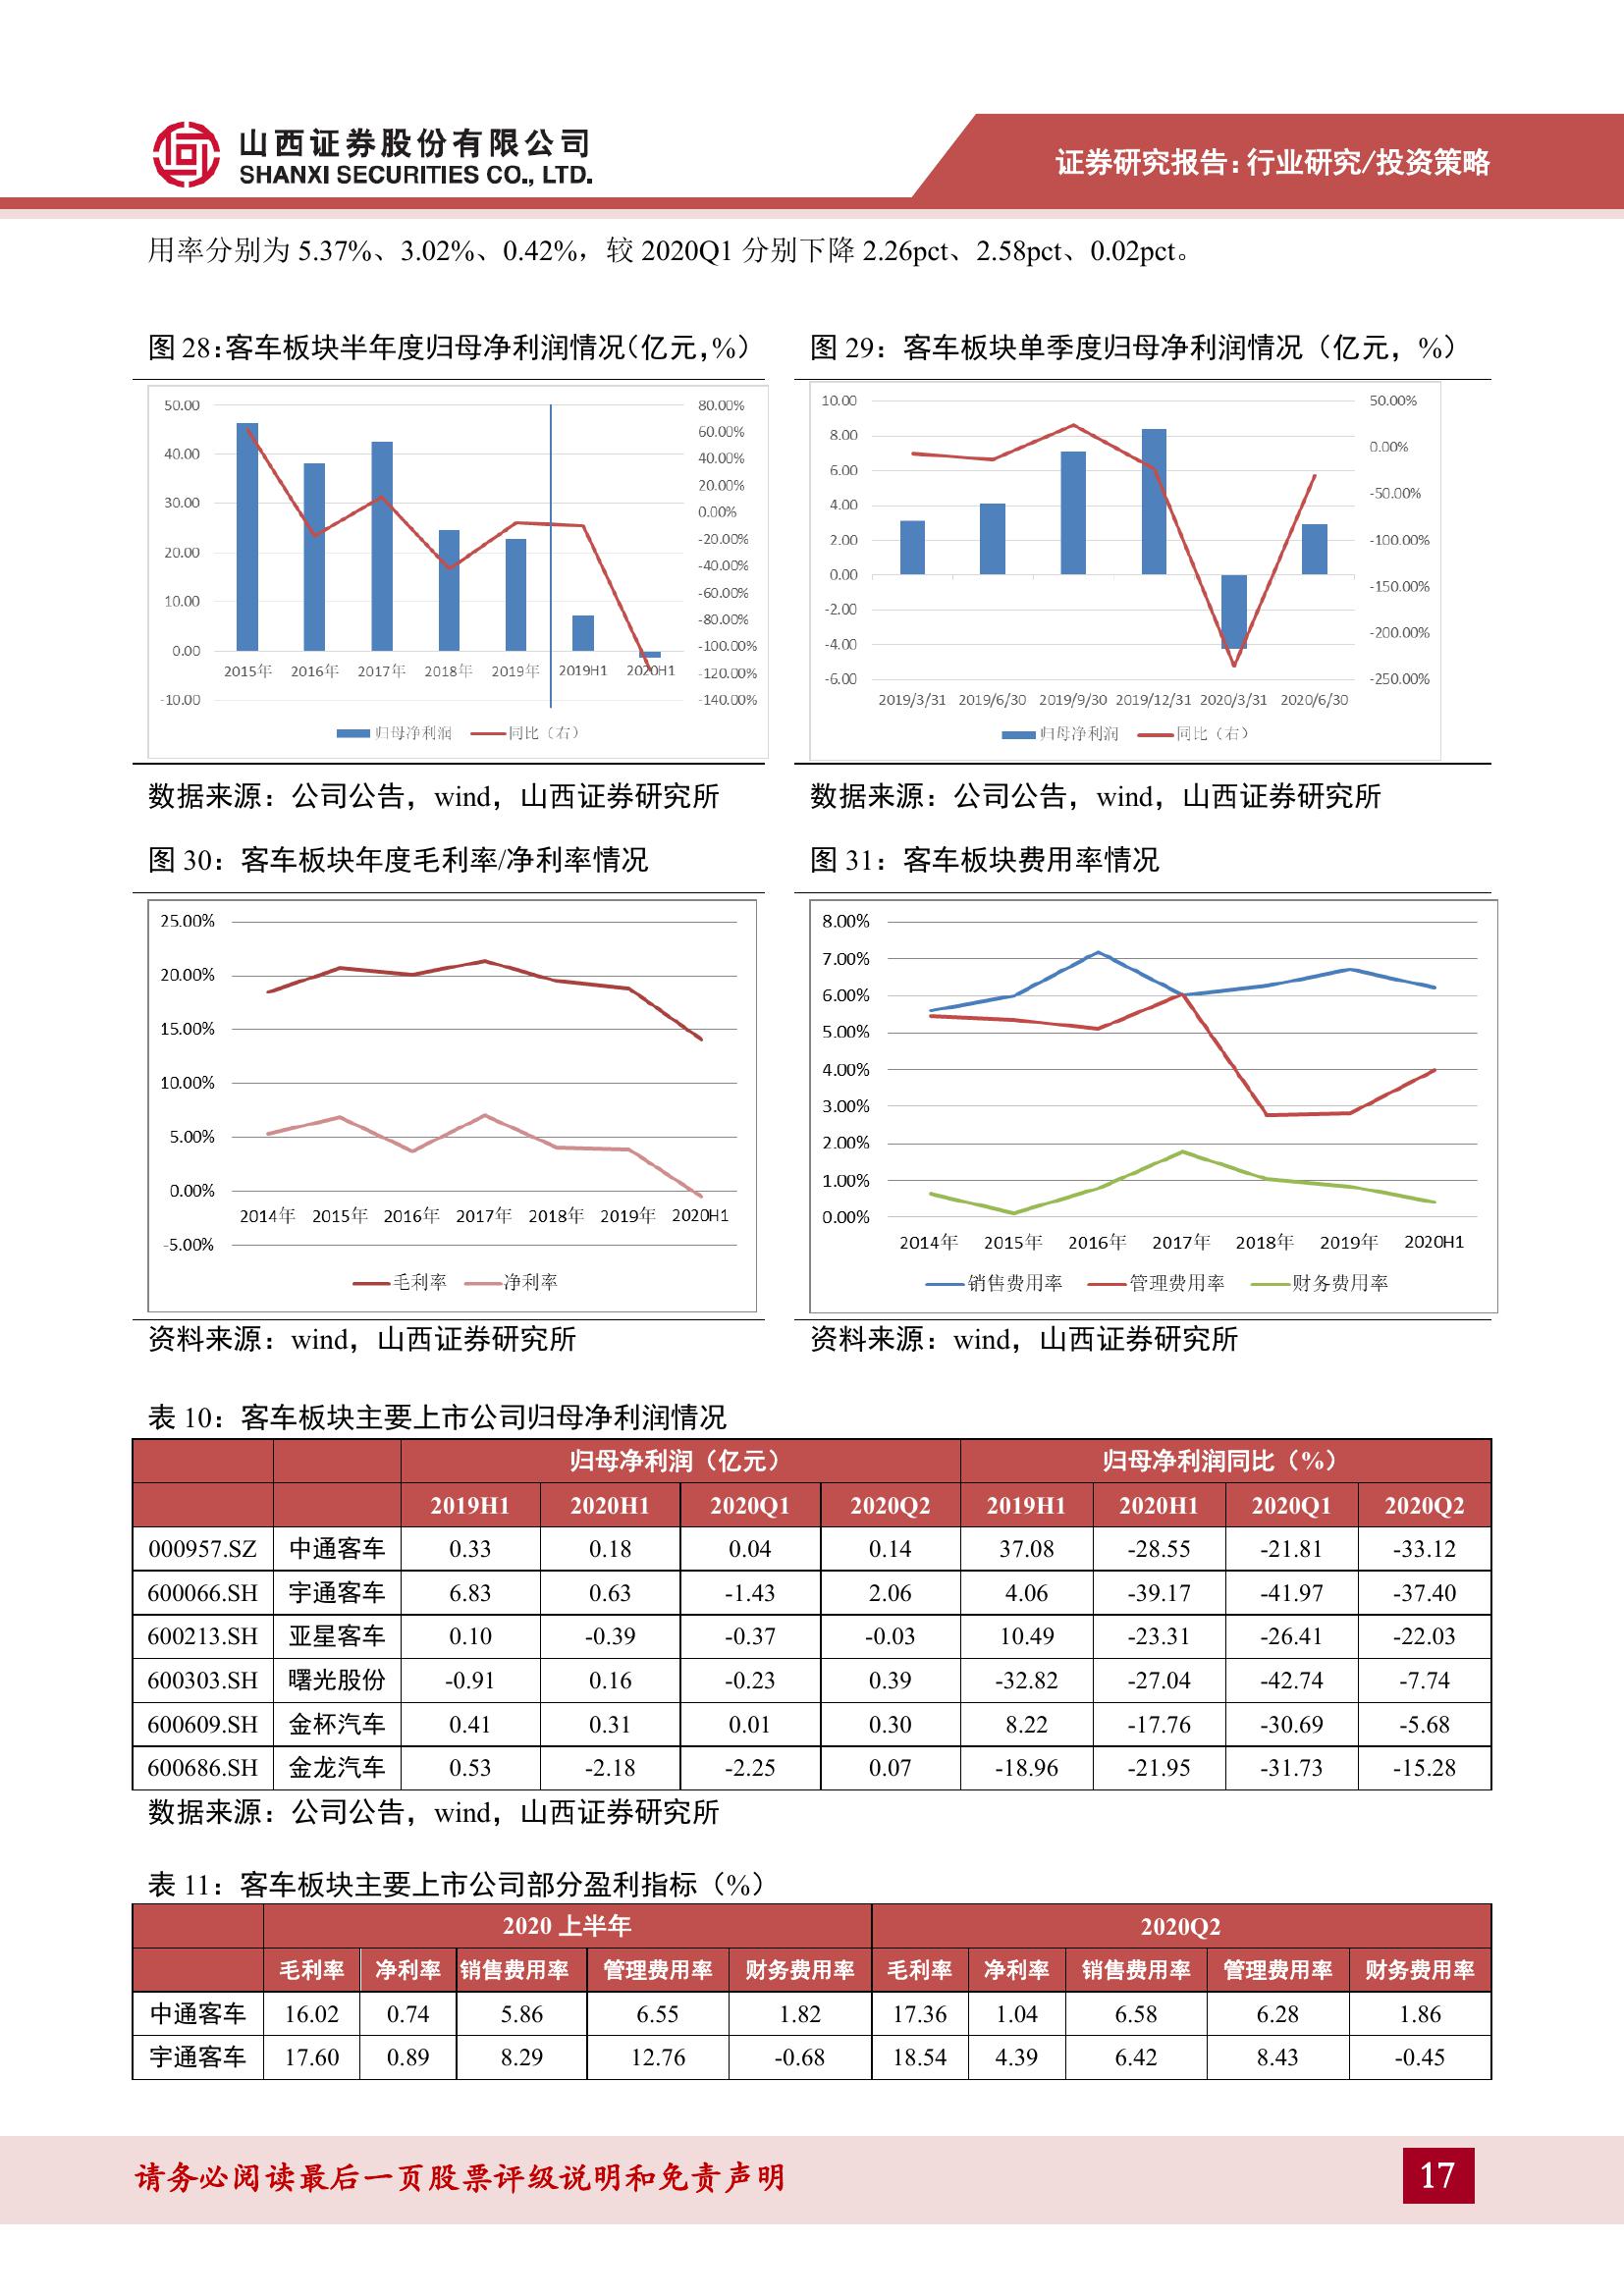 山西证券股份有限公司
SHANXI SECURITIES CO., LTD.
证券研究报告:行业研究/投资策略
用率分别为 5.37%、3.02%、0.42%，较 2020Q1 分别下降 2.26pct、2.58pct、0.02pct。
图 28：客车板块半年度归母净利润情况（亿元，%）
50.00
40.00
30.00
20.00
10.00
0.00
-10.00
80.00%
60.00%
40.00%
20.00%
0.00%
-20.00%
-40.00%
-60.00%
-80.00%
-100.00%
-120.00%
-140.00%
2015年 2016年 2017年 2018年 2019年 2019H1 2020H1
归母净利润 同比（右）
数据来源：公司公告，wind，山西证券研究所
图 29：客车板块单季度归母净利润情况（亿元，%）
10.00
8.00
6.00
4.00
2.00
0.00
-2.00
-4.00
-6.00
50.00%
0.00%
-50.00%
-100.00%
-150.00%
-200.00%
-250.00%
2019/3/31 2019/6/30 2019/9/30 2019/12/31 2020/3/31 2020/6/30
归母净利润 同比（右）
数据来源：公司公告，wind，山西证券研究所
图 30：客车板块年度毛利率/净利率情况
25.00%
20.00%
15.00%
10.00%
5.00%
0.00%
-5.00%
2014年 2015年 2016年 2017年 2018年 2019年 2020H1
毛利率 净利率
资料来源：wind，山西证券研究所
图 31：客车板块费用率情况
8.00%
7.00%
6.00%
5.00%
4.00%
3.00%
2.00%
1.00%
0.00%
2014年 2015年 2016年 2017年 2018年 2019年 2020H1
销售费用率 管理费用率 财务费用率
资料来源：wind，山西证券研究所
表 10：客车板块主要上市公司归母净利润情况
归母净利润（亿元） 归母净利润同比（%）
2019H1 2020H1 2020Q1 2020Q2 2019H1 2020H1 2020Q1 2020Q2
000957.SZ 中通客车 0.33 0.18 0.04 0.14 37.08 -28.55 -21.81 -33.12
600066.SH 宇通客车 6.83 0.63 -1.43 2.06 4.06 -39.17 -41.97 -37.40
600213.SH 亚星客车 0.10 -0.39 -0.37 -0.03 10.49 -23.31 -26.41 -22.03
600303.SH 曙光股份 -0.91 0.16 -0.23 0.39 -32.82 -27.04 -42.74 -7.74
600609.SH 金杯汽车 0.41 0.31 0.01 0.30 8.22 -17.76 -30.69 -5.68
600686.SH 金龙汽车 0.53 -2.18 -2.25 0.07 -18.96 -21.95 -31.73 -15.28
数据来源：公司公告，wind，山西证券研究所
表 11：客车板块主要上市公司部分盈利指标（%）
2020 上半年 2020Q2
毛利率 净利率 销售费用率 管理费用率 财务费用率 毛利率 净利率 销售费用率 管理费用率 财务费用率
中通客车 16.02 0.74 5.86 6.55 1.82 17.36 1.04 6.58 6.28 1.86
宇通客车 17.60 0.89 8.29 12.76 -0.68 18.54 4.39 6.42 8.43 -0.45
请务必阅读最后一页股票评级说明和免责声明
17